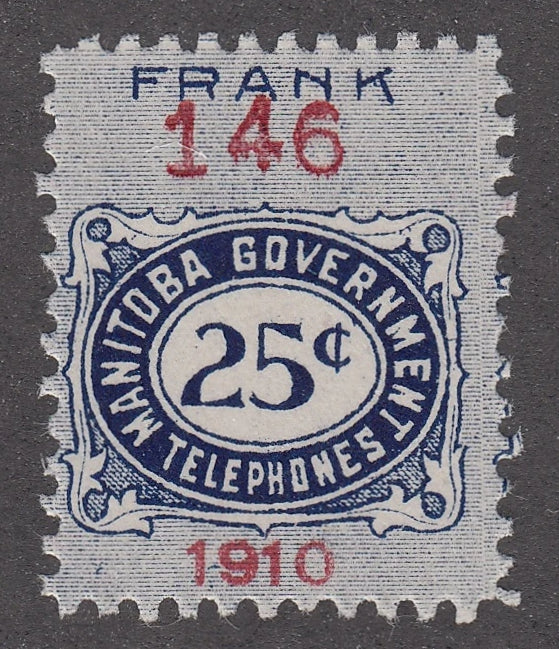 FRANK
146
MANITOBA GOVERNMENT
25¢
TELEPHONES
1910